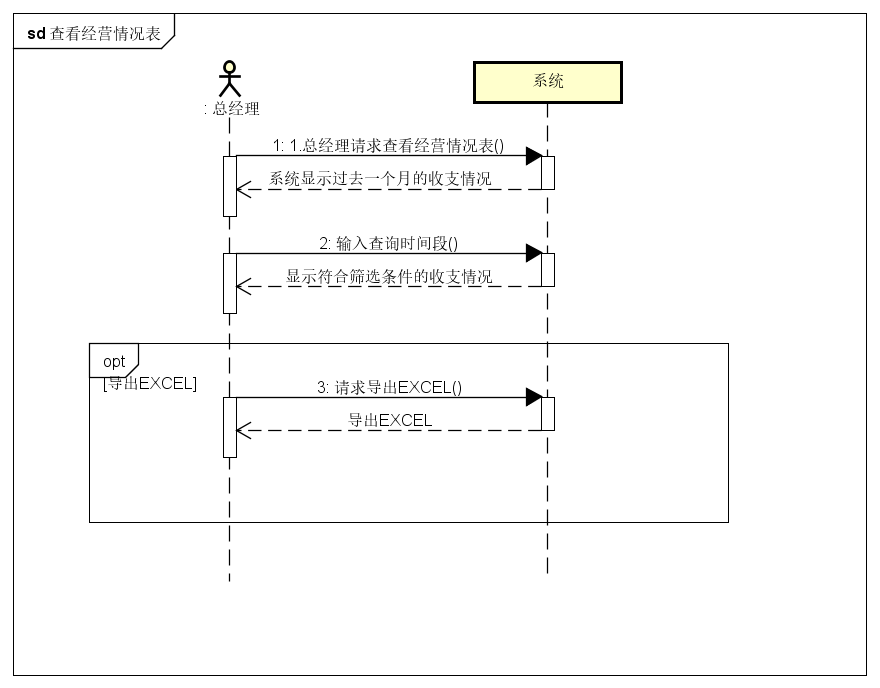 sd 查看经营情况表
系统
: 总经理
1: 1.总经理请求查看经营情况表()
系统显示过去一个月的收支情况
2: 输入查询时间段()
显示符合筛选条件的收支情况
opt
[导出EXCEL]
3: 请求导出EXCEL()
导出EXCEL